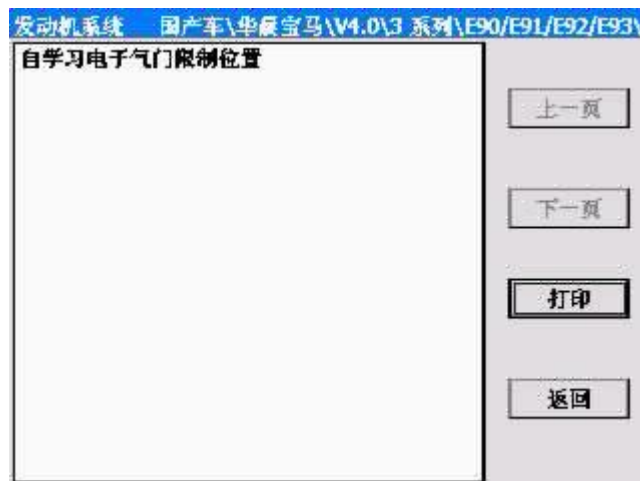 发动机系统 国产车\华晨宝马\V4.0\3 系列\E90/E91/E92/E93\
自学习电子气门限制位置
上一页
下一页
打印
返回